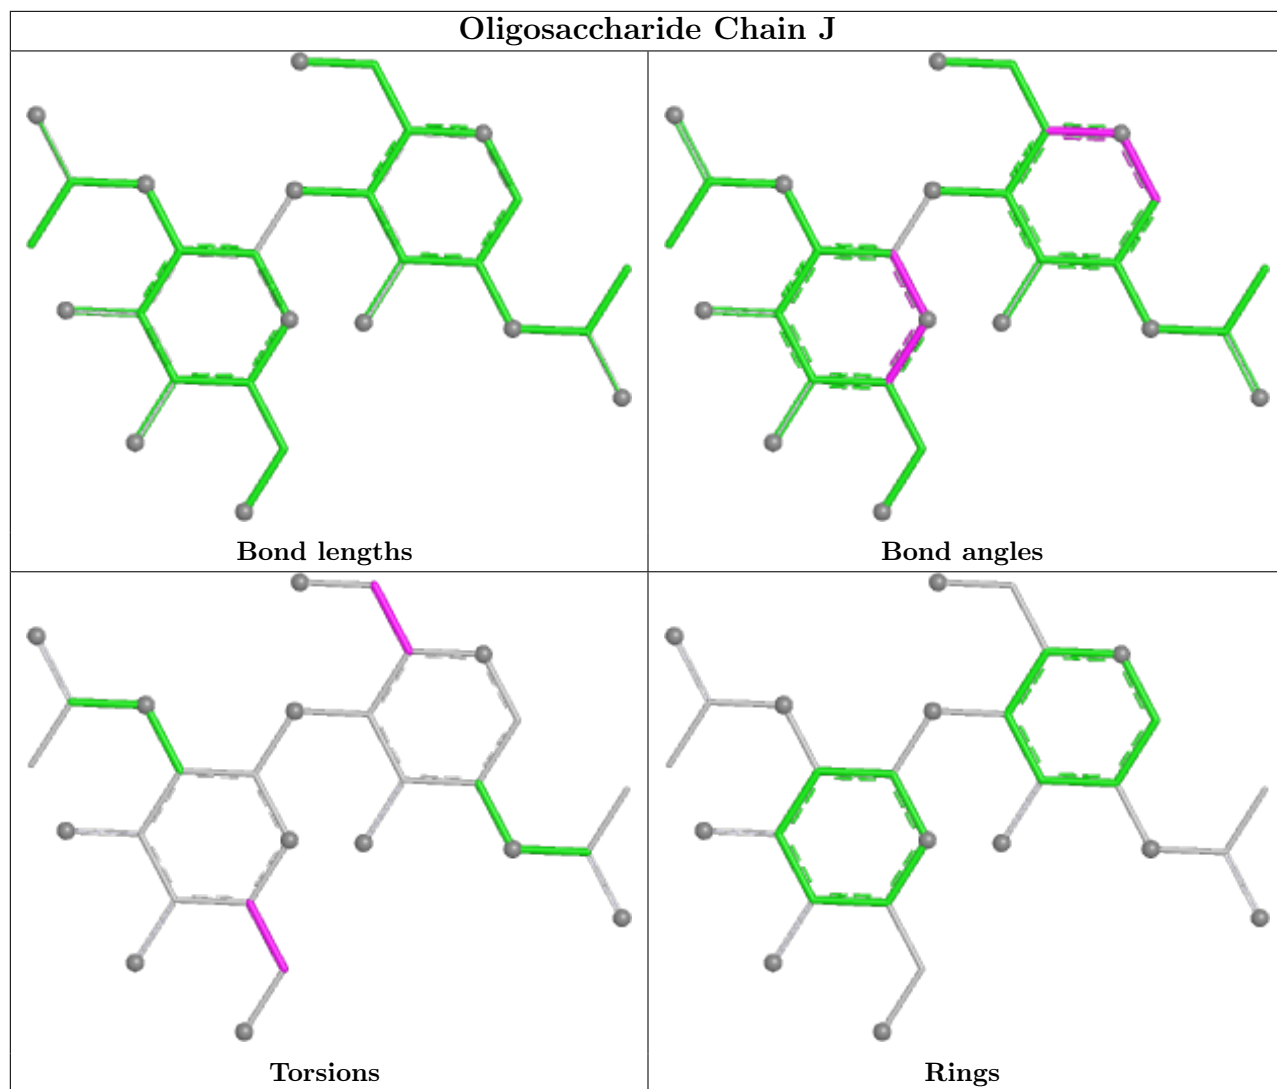 Oligosaccharide Chain J
Bond lengths
Bond angles
Torsions
Rings